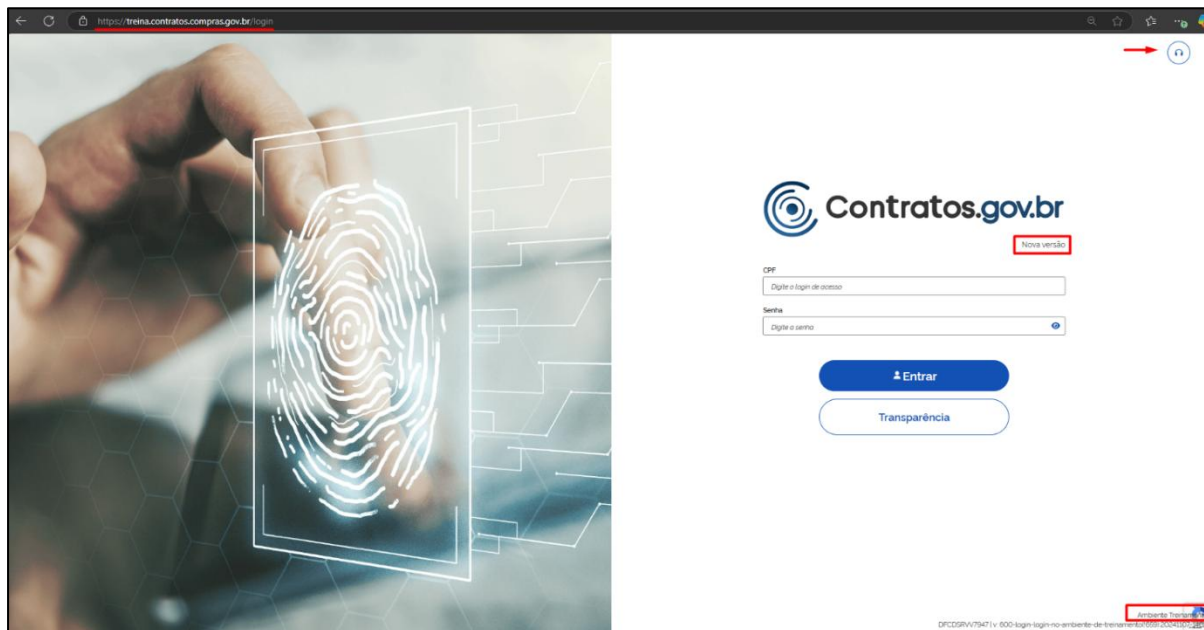 https://treina.contratos.compras.gov.br/login
Contratos.gov.br
Nova versão
CPF
Digite o login de acesso
Senha
Digite a senha
Entrar
Transparência
Ambiente